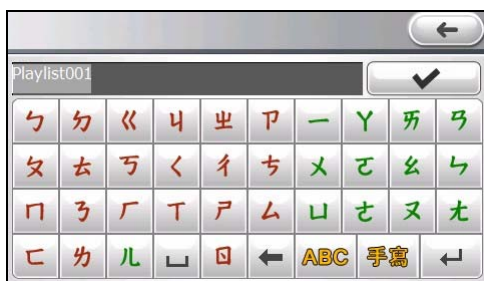 Playlist001
ㄅ ㄉ ㄍ ㄐ ㄓ ㄗ ㄧ ㄚ ㄞ ㄢ
ㄆ ㄊ ㄎ ㄑ ㄔ ㄘ ㄨ ㄛ ㄠ ㄣ
ㄇ ㄋ ㄏ ㄒ ㄕ ㄙ ㄩ ㄜ ㄡ ㄤ
ㄈ ㄌ ㄦ ㄖ ABC 手寫